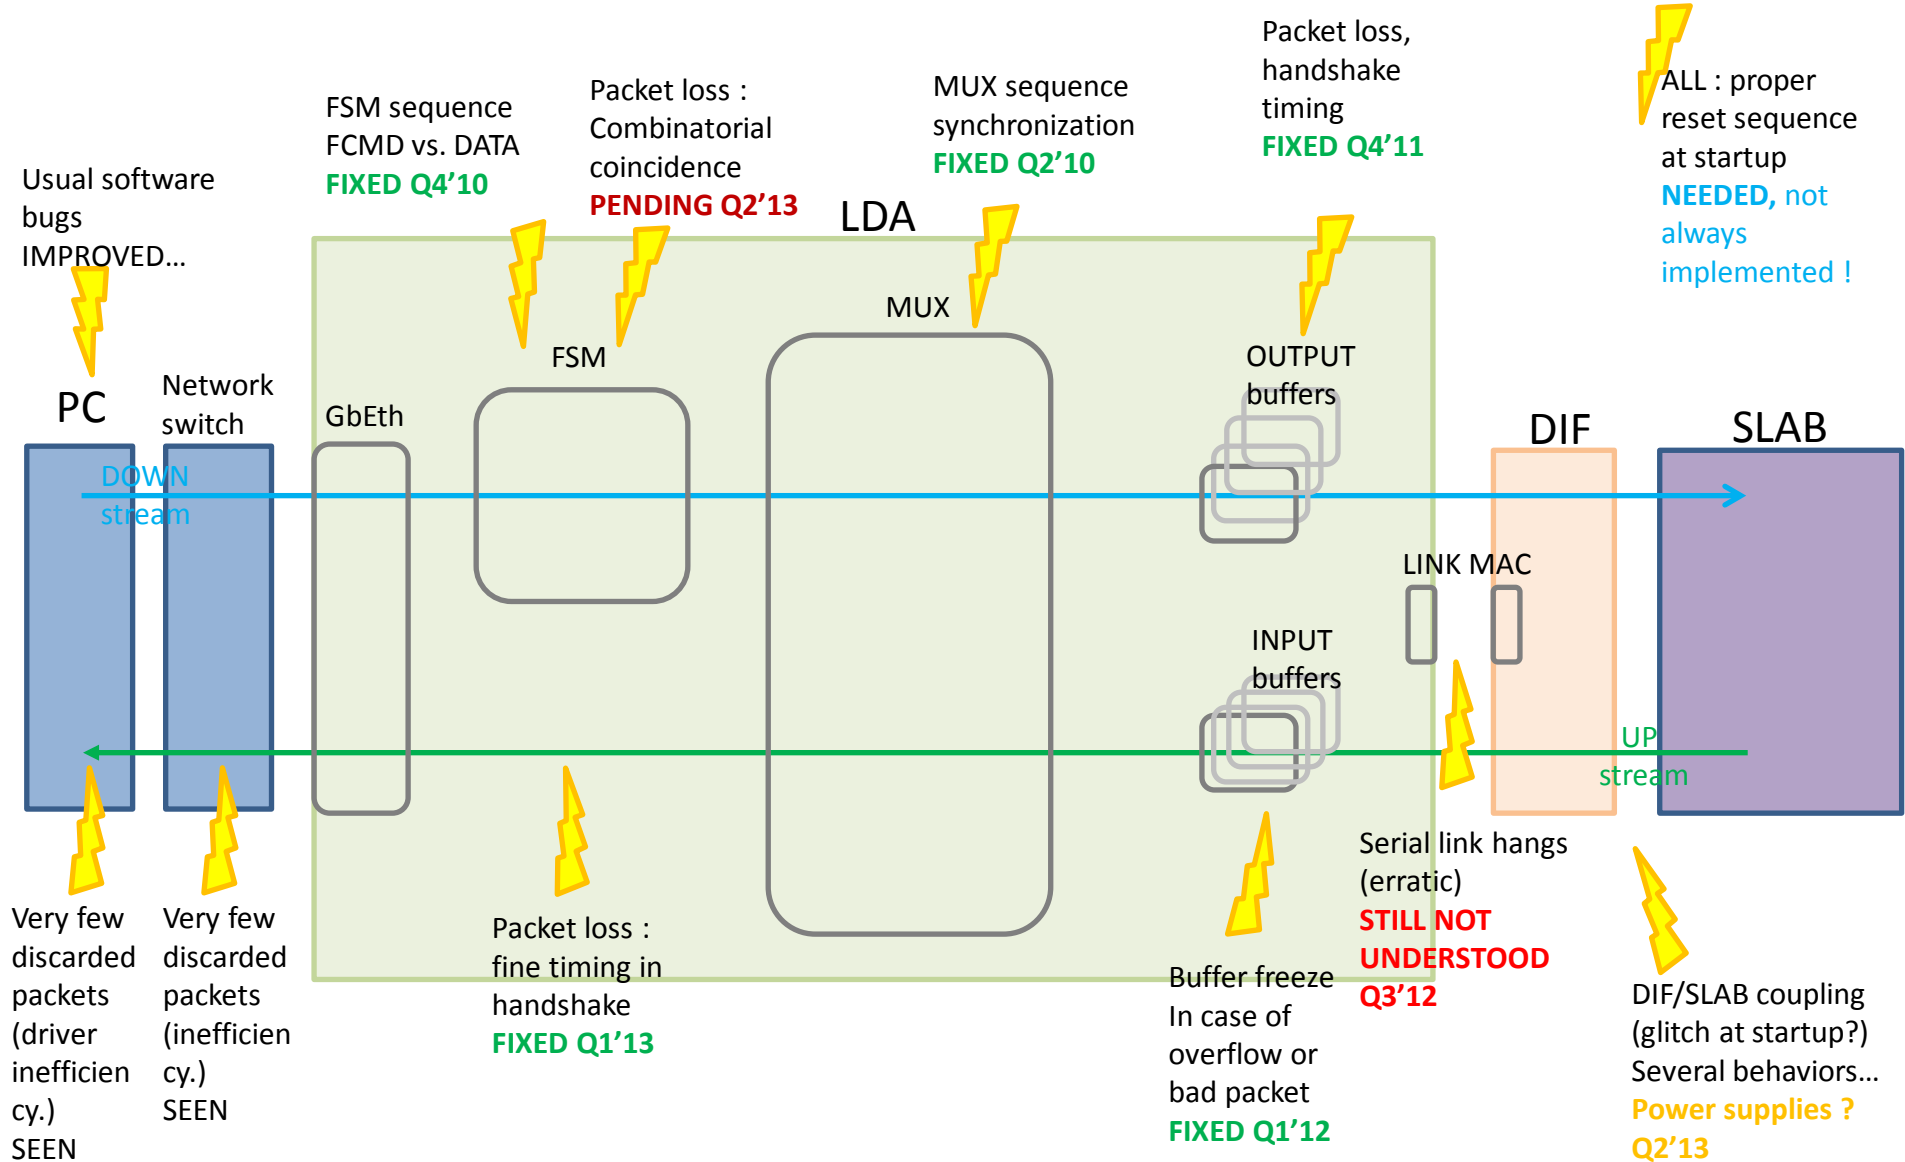 Usual software
bugs
IMPROVED…
FSM sequence
FCMD vs. DATA
FIXED Q4’10
Packet loss :
Combinatorial
coincidence
PENDING Q2’13
MUX sequence
synchronization
FIXED Q2’10
Packet loss,
handshake
timing
FIXED Q4’11
ALL : proper
reset sequence
at startup
NEEDED, not
always
implemented !
LDA
PC
Network
switch
GbEth
FSM
MUX
OUTPUT
buffers
DIF
SLAB
DOWN
stream
LINK MAC
INPUT
buffers
UP
stream
Very few
discarded
packets
(driver
inefficien
cy.)
SEEN
Very few
discarded
packets
(inefficien
cy.)
SEEN
Packet loss :
fine timing in
handshake
FIXED Q1’13
Buffer freeze
In case of
overflow or
bad packet
FIXED Q1’12
Serial link hangs
(erratic)
STILL NOT
UNDERSTOOD
Q3’12
DIF/SLAB coupling
(glitch at startup?)
Several behaviors…
Power supplies ?
Q2’13